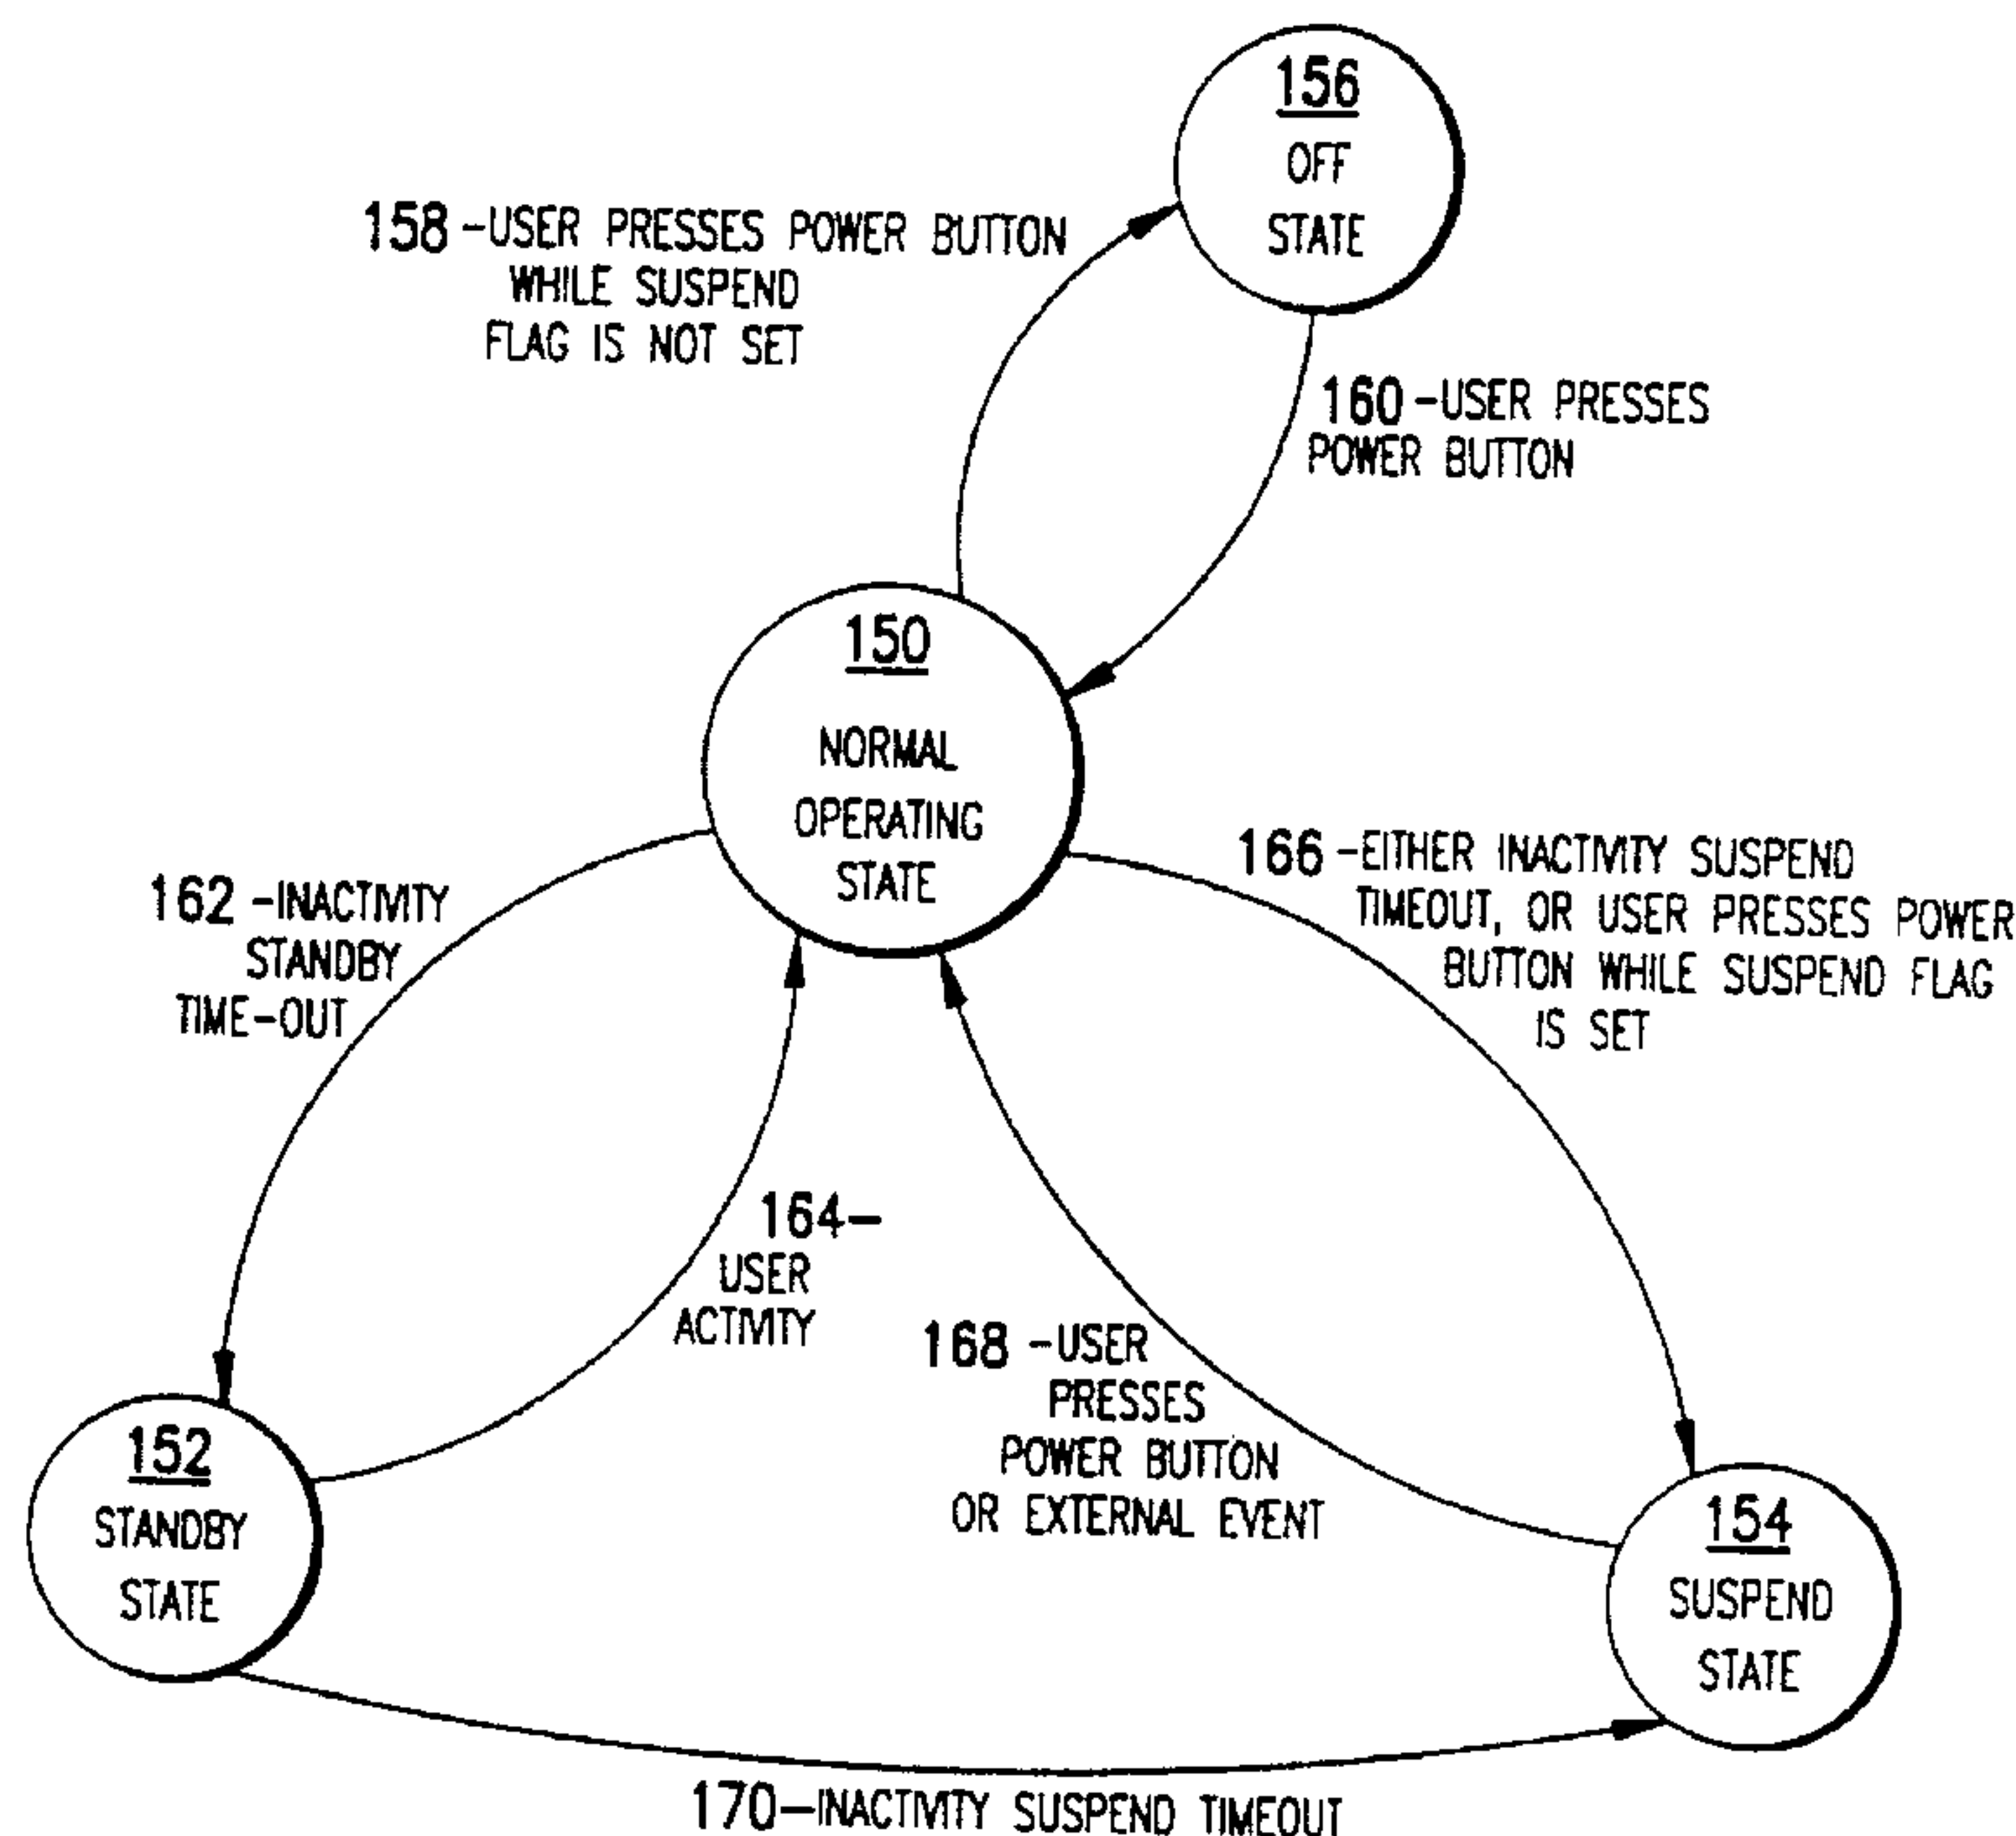 156
OFF
STATE
158 -USER PRESSES POWER BUTTON
WHILE SUSPEND
FLAG IS NOT SET
160 -USER PRESSES
POWER BUTTON
150
NORMAL
OPERATING
STATE
162 -INACTIVITY
STANDBY
TIME-OUT
166 -EITHER INACTIVITY SUSPEND
TIMEOUT, OR USER PRESSES POWER
BUTTON WHILE SUSPEND FLAG
IS SET
164-
USER
ACTIVITY
168 -USER
PRESSES
POWER BUTTON
OR EXTERNAL EVENT
152
STANDBY
STATE
154
SUSPEND
STATE
170-INACTIVITY SUSPEND TIMEOUT